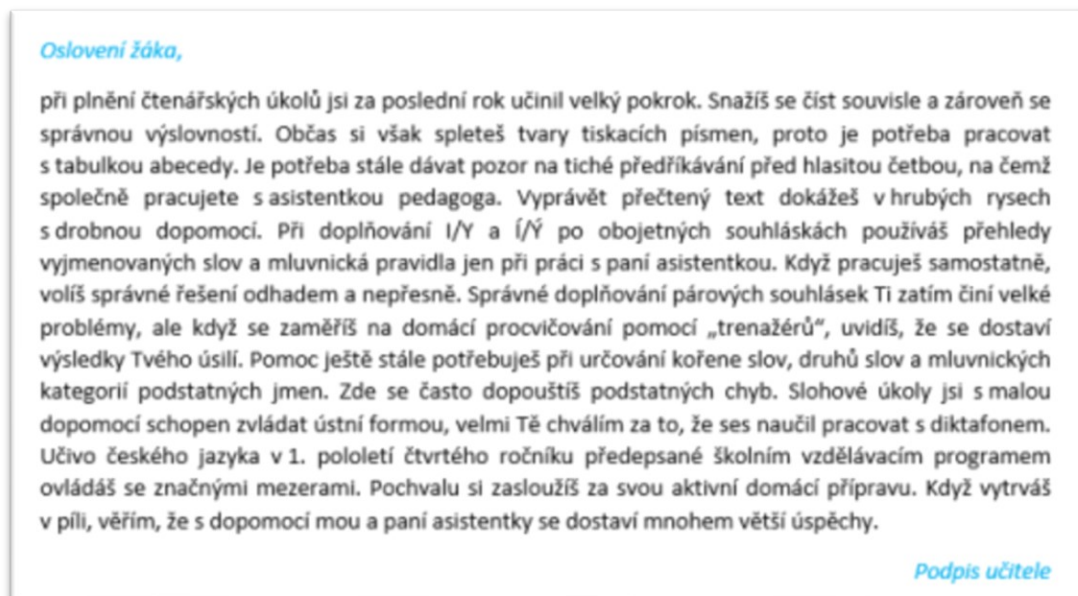 Oslovení žáka,
při plnění čtenářských úkolů jsi za poslední rok učinil velký pokrok. Snažíš se číst souvisle a zároveň se
správnou výslovností. Občas si však spleteš tvary tiskacích písmen, proto je potřeba pracovat
s tabulkou abecedy. Je potřeba stále dávat pozor na tiché předříkávání před hlasitou četbou, na čemž
společně pracujete s asistentkou pedagoga. Vyprávět přečtený text dokážeš v hrubých rysech
s drobnou dopomocí. Při doplňování I/Y a Í/Ý po obojetných souhláskách používáš přehledy
vyjmenovaných slov a mluvnická pravidla jen při práci s paní asistentkou. Když pracuješ samostatně,
volíš správné řešení odhadem a nepřesně. Správné doplňování párových souhlásek Ti zatím činí velké
problémy, ale když se zaměříš na domácí procvičování pomocí „trenažérů“, uvidíš, že se dostaví
výsledky Tvého úsilí. Pomoc ještě stále potřebuješ při určování kořene slov, druhů slov a mluvnických
kategorií podstatných jmen. Zde se často dopouštíš podstatných chyb. Slohové úkoly jsi s malou
dopomocí schopen zvládat ústní formou, velmi Tě chválím za to, že ses naučil pracovat s diktafonem.
Učivo českého jazyka v 1. pololetí čtvrtého ročníku předepsané školním vzdělávacím programem
ovládáš se značnými mezerami. Pochvalu si zasloužíš za svou aktivní domácí přípravu. Když vytrváš
v píli, věřím, že s dopomocí mou a paní asistentky se dostaví mnohem větší úspěchy.
Podpis učitele